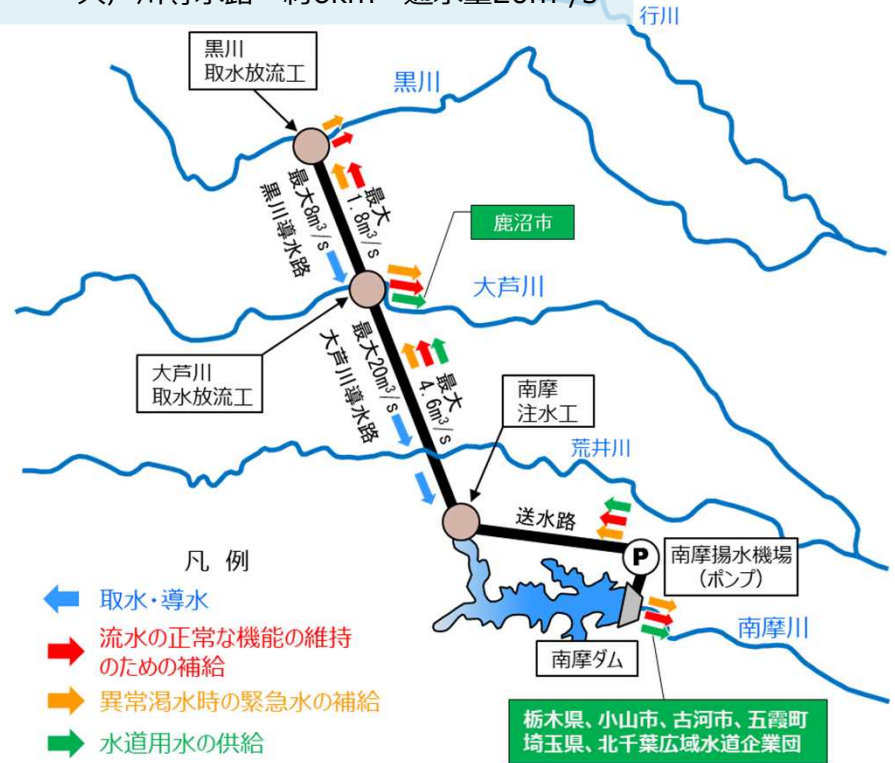 行川
黒川
取水放流工
黒川
最大8m³/s
黒川導水路
最大
1.8m³/s
鹿沼市
大芦川
大芦川
取水放流工
最大20m³/s
大芦川導水路
最大
4.6m³/s
南摩
注水工
荒井川
送水路
P
南摩揚水機場
(ポンプ)
南摩川
南摩ダム
凡 例
取水・導水
流水の正常な機能の維持
のための補給
異常渇水時の緊急水の補給
水道用水の供給
栃木県、小山市、古河市、五霞町
埼玉県、北千葉広域水道企業団